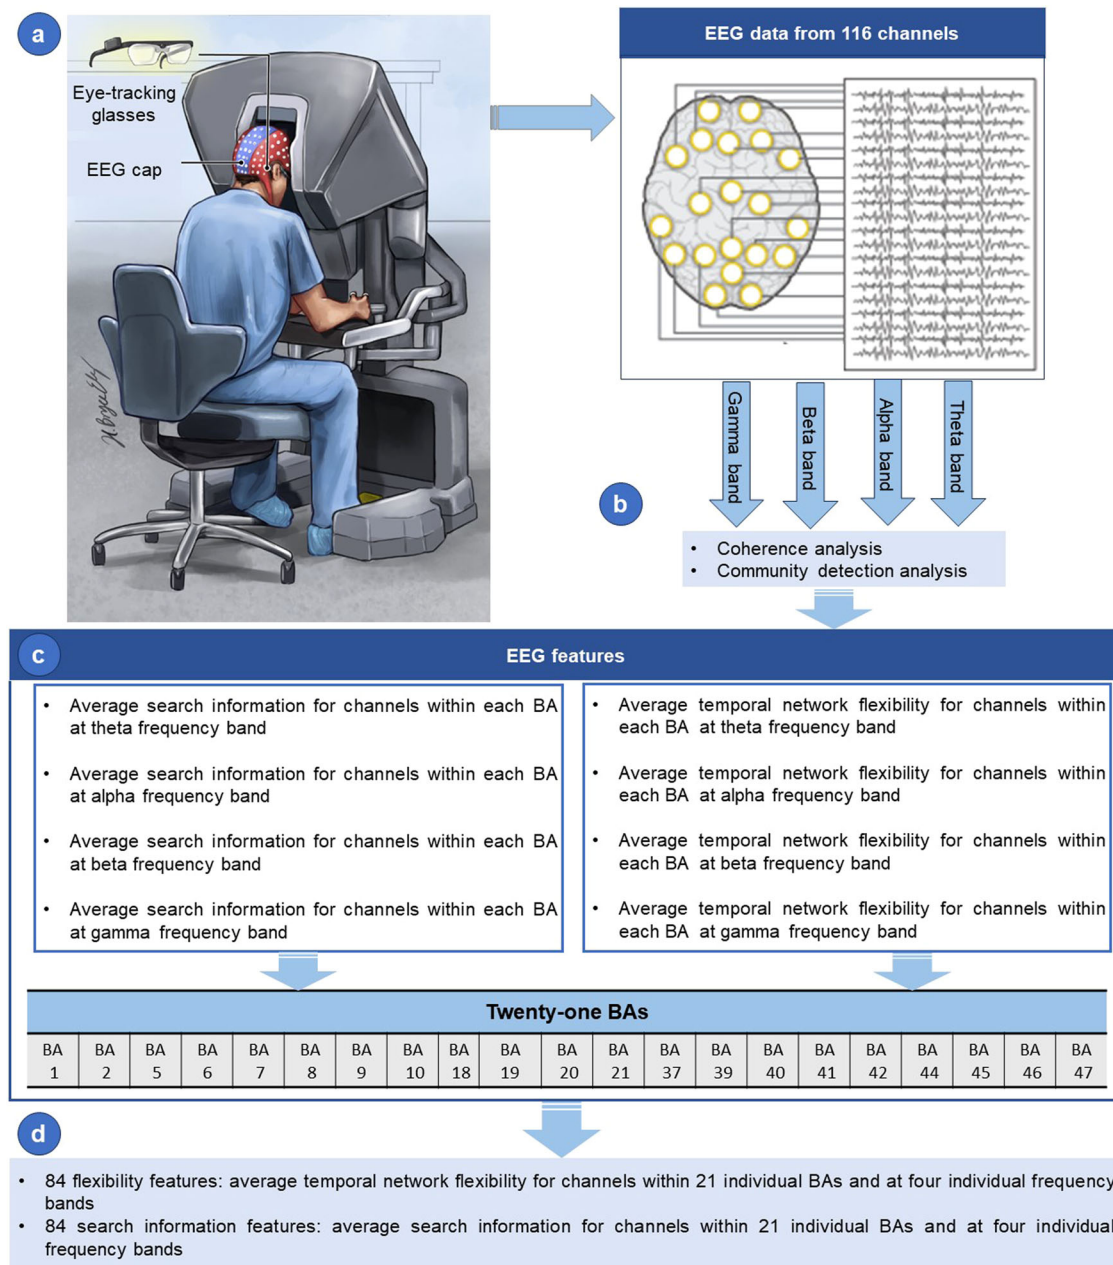 a
Eye-tracking
glasses
EEG cap
EEG data from 116 channels
Gamma band
Beta band
Alpha band
Theta band
b
• Coherence analysis
• Community detection analysis
c
EEG features
• Average search information for channels within each BA
at theta frequency band
• Average search information for channels within each BA
at alpha frequency band
• Average search information for channels within each BA
at beta frequency band
• Average search information for channels within each BA
at gamma frequency band
• Average temporal network flexibility for channels within
each BA at theta frequency band
• Average temporal network flexibility for channels within
each BA at alpha frequency band
• Average temporal network flexibility for channels within
each BA at beta frequency band
• Average temporal network flexibility for channels within
each BA at gamma frequency band
Twenty-one BAs
BA BA BA BA BA BA BA BA BA BA BA BA BA BA BA BA BA BA BA BA BA
1 2 5 6 7 8 9 10 18 19 20 21 37 39 40 41 42 44 45 46 47
d
• 84 flexibility features: average temporal network flexibility for channels within 21 individual BAs and at four individual frequency
bands
• 84 search information features: average search information for channels within 21 individual BAs and at four individual
frequency bands